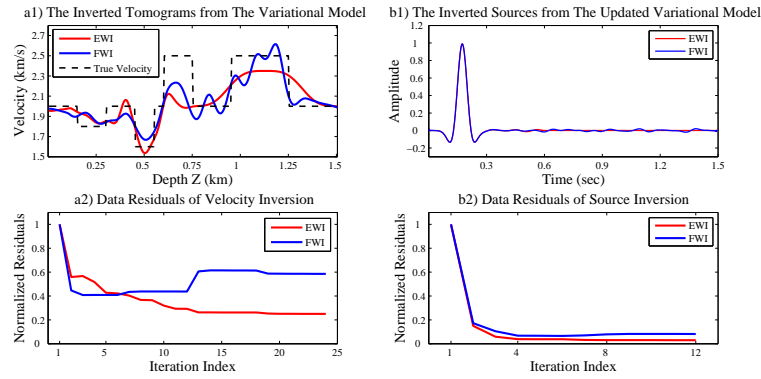 a1) The Inverted Tomograms from The Variational Model
EWI
FWI
True Velocity
Velocity (km/s)
2.9
2.5
2.1
1.9
1.8
1.5
0.25
0.5
0.75
1
1.25
1.5
Depth Z (km)
b1) The Inverted Sources from The Updated Variational Model
EWI
FWI
Amplitude
1
0.8
0.6
0.4
0.2
0
−0.2
0.3
0.6
0.9
1.2
1.5
Time (sec)
a2) Data Residuals of Velocity Inversion
EWI
FWI
Normalized Residuals
1
0.8
0.6
0.4
0.2
0
1
5
10
15
20
25
Iteration Index
b2) Data Residuals of Source Inversion
EWI
FWI
Normalized Residuals
1
0.8
0.6
0.4
0.2
0
1
4
8
12
Iteration Index